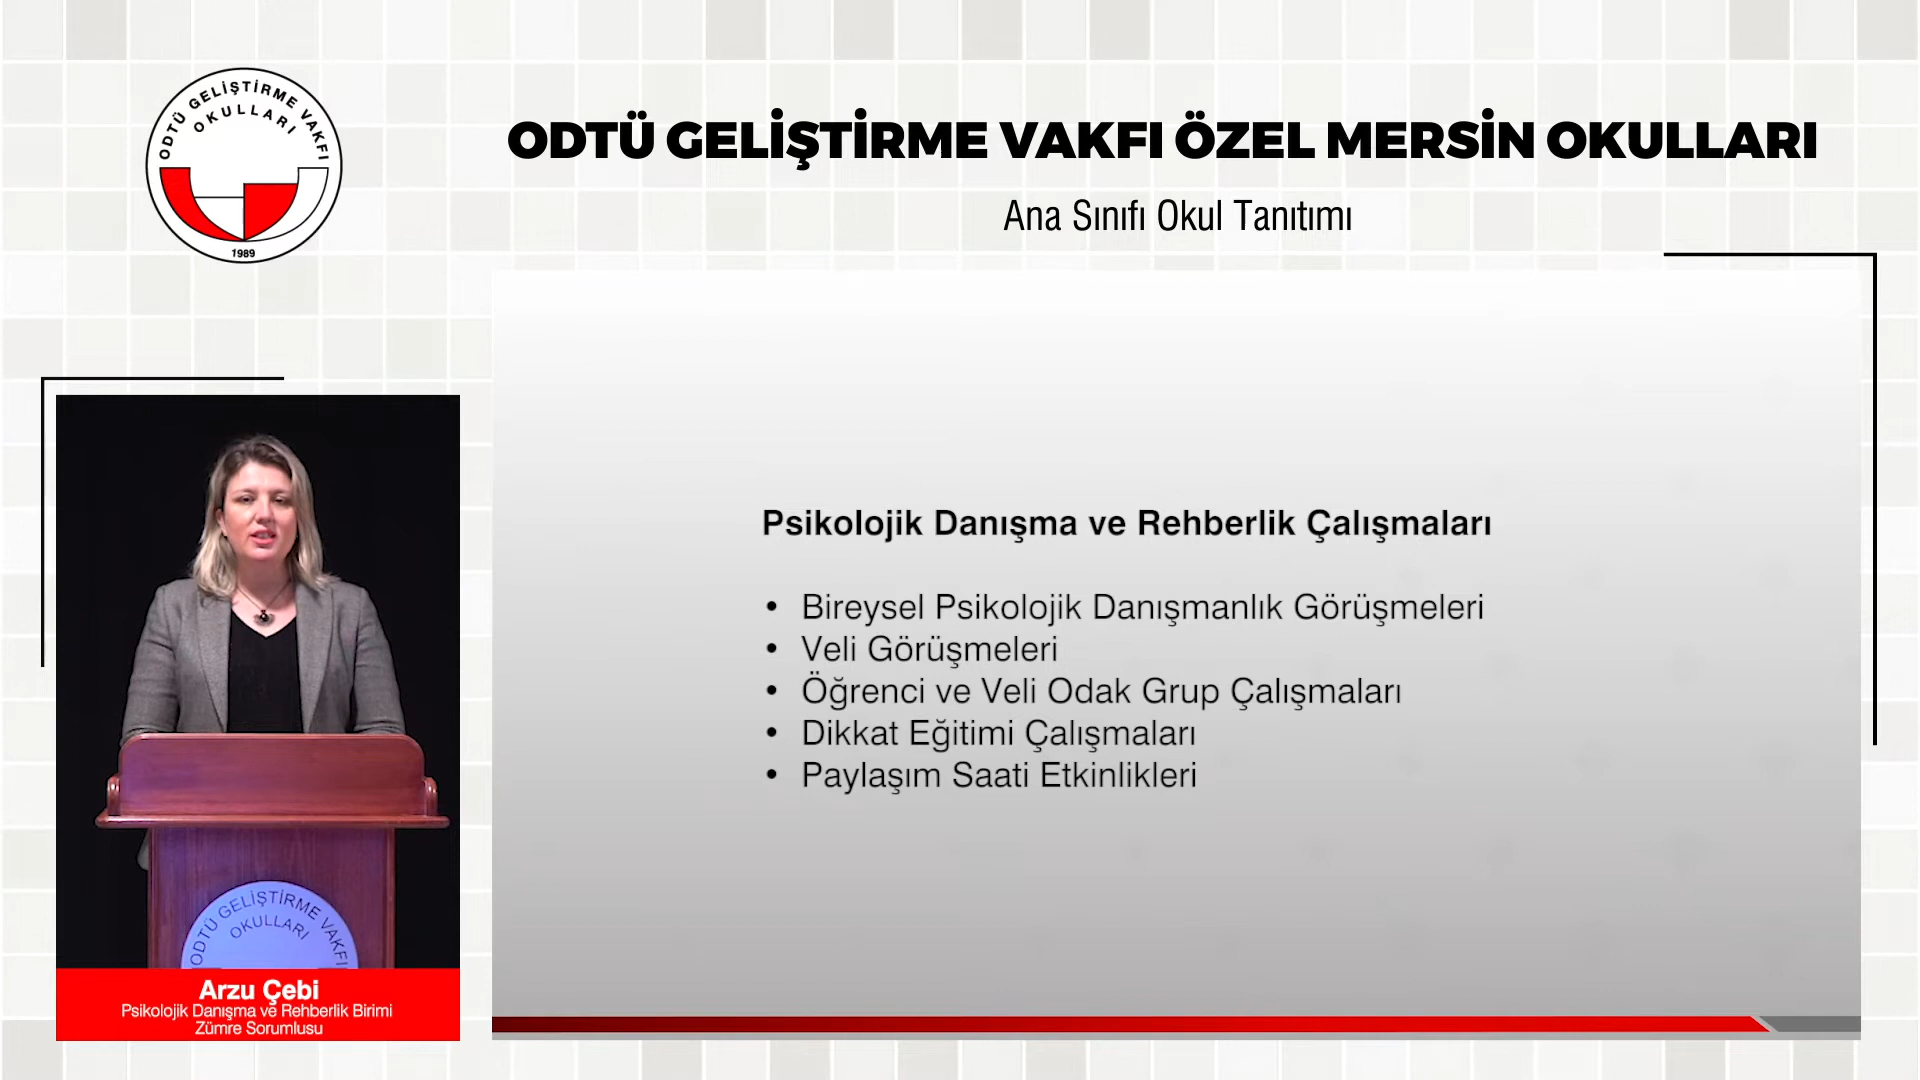 ODTÜ GELİŞTİRME VAKFI
OKULLARI
1989
ODTÜ GELİŞTİRME VAKFI ÖZEL MERSİN OKULLARI
Ana Sınıfı Okul Tanıtımı
Psikolojik Danışma ve Rehberlik Çalışmaları
• Bireysel Psikolojik Danışmanlık Görüşmeleri
• Veli Görüşmeleri
• Öğrenci ve Veli Odak Grup Çalışmaları
• Dikkat Eğitimi Çalışmaları
• Paylaşım Saati Etkinlikleri
ODTÜ GELİŞTİRME VAKFI
OKULLARI
Arzu Çebi
Psikolojik Danışma ve Rehberlik Birimi
Zümre Sorumlusu